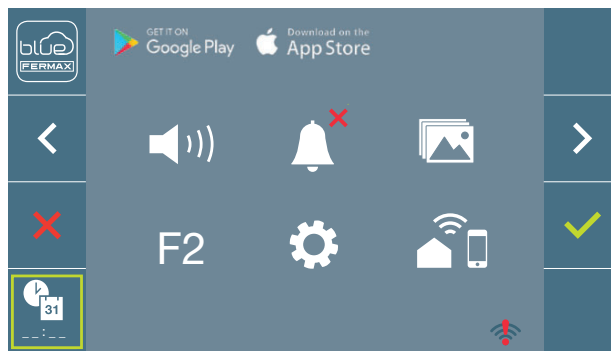 blue
FERMAX
GET IT ON
Google Play
Download on the
App Store
F2
31
_ _ : _ _